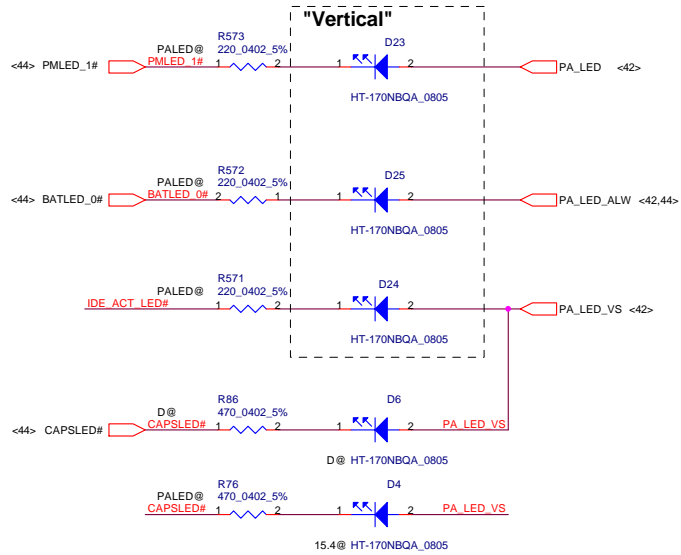 "Vertical"
R573
D23
PALED@ 220_0402_5%
<44> PMLED_1# PMLED_1# 1 2 1 2 PA_LED <42>
HT-170NBQA_0805
R572
D25
PALED@ 220_0402_5%
<44> BATLED_0# BATLED_0# 2 1 1 2 PA_LED_ALW <42,44>
HT-170NBQA_0805
R571
D24
PALED@ 220_0402_5%
IDE_ACT_LED# 1 2 1 2 PA_LED_VS <42>
HT-170NBQA_0805
R86
D6
D@ 470_0402_5%
<44> CAPSLED# CAPSLED# 1 2 1 2 PA_LED_VS
D@ HT-170NBQA_0805
R76
D4
PALED@ 470_0402_5%
CAPSLED# 1 2 1 2 PA_LED_VS
15.4@ HT-170NBQA_0805